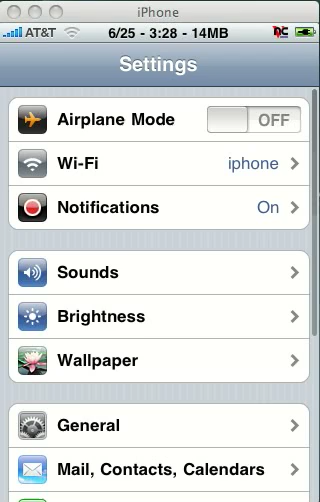 iPhone
AT&T 6/25 - 3:28 - 14MB
Settings
Airplane Mode OFF
Wi-Fi iphone
Notifications On
Sounds
Brightness
Wallpaper
General
Mail, Contacts, Calendars